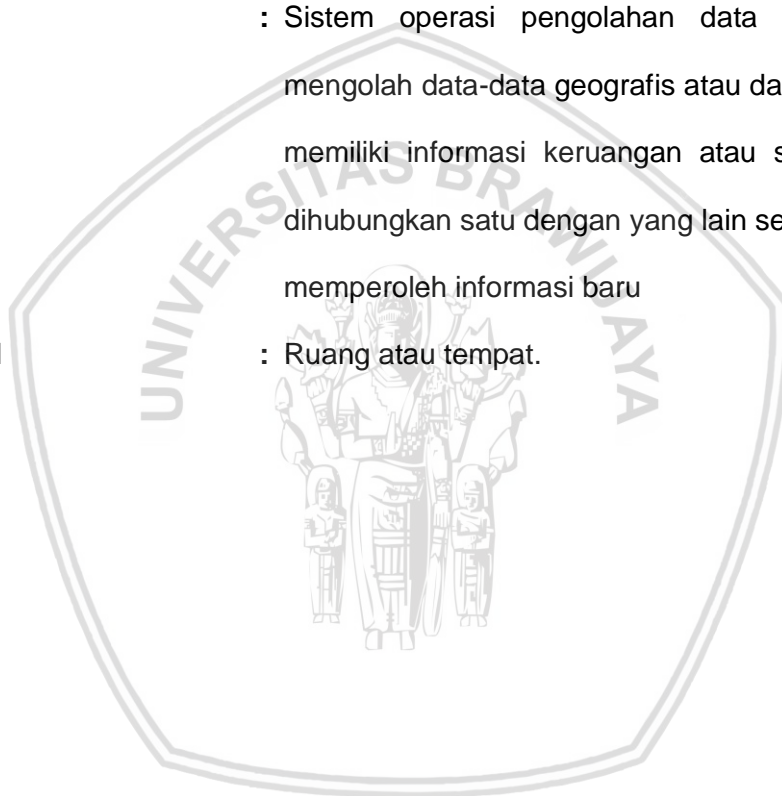 : Sistem operasi pengolahan data
mengolah data-data geografis atau da
memiliki informasi keruangan atau s
dihubungkan satu dengan yang lain se
memperoleh informasi baru
l : Ruang atau tempat.
UNIVERSITAS BRAWIJAYA